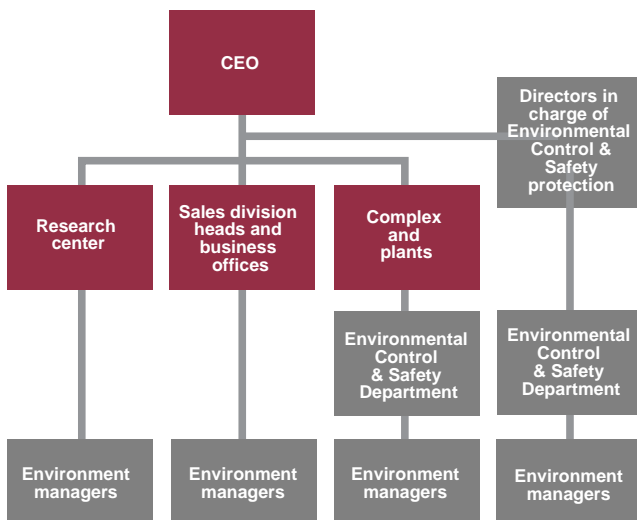 CEO
Directors in
charge of
Environmental
Control &
Safety
protection
Research
center
Sales division
heads and
business
offices
Complex
and
plants
Environmental
Control
& Safety
Department
Environmental
Control
& Safety
Department
Environment
managers
Environment
managers
Environment
managers
Environment
managers